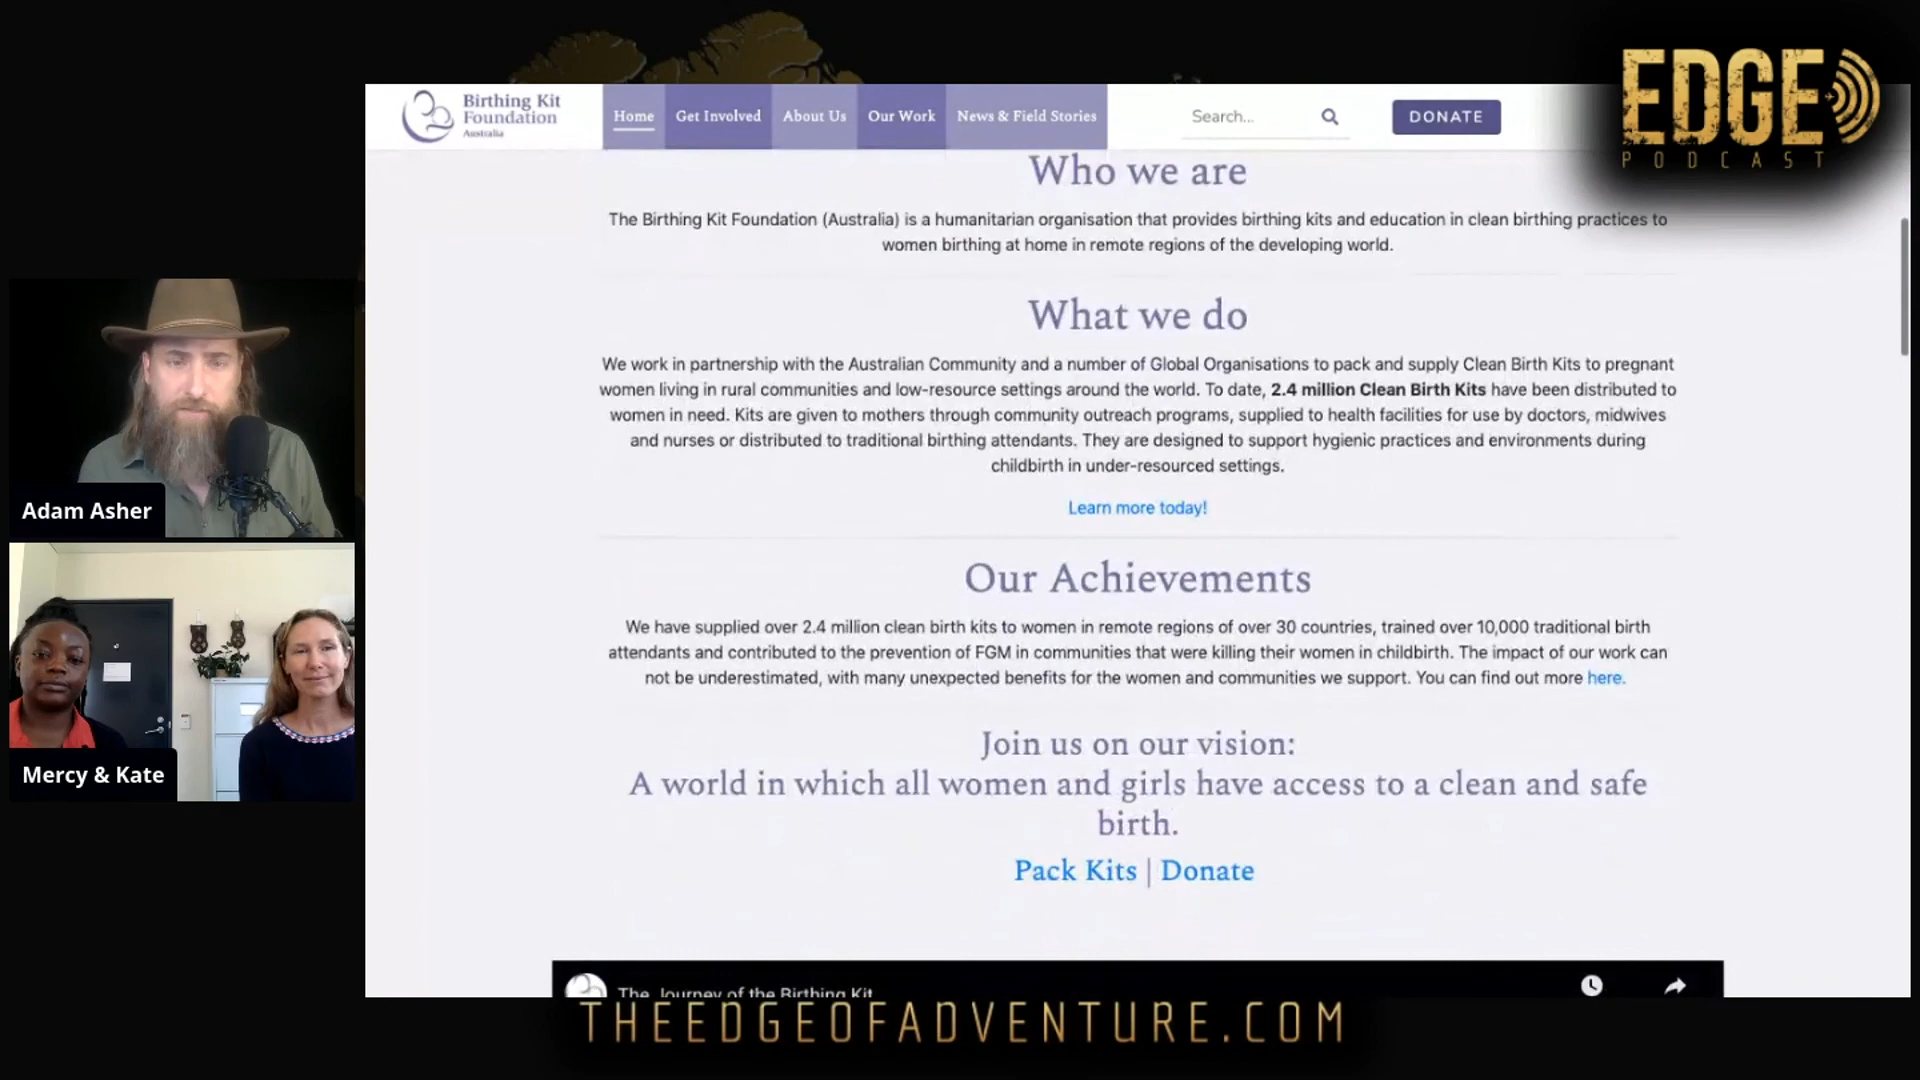 EDGE
PODCAST
Birthing Kit
Foundation
Australia
Home
Get Involved
About Us
Our Work
News & Field Stories
Search...
DONATE
Who we are
The Birthing Kit Foundation (Australia) is a humanitarian organisation that provides birthing kits and education in clean birthing practices to
women birthing at home in remote regions of the developing world.
What we do
We work in partnership with the Australian Community and a number of Global Organisations to pack and supply Clean Birth Kits to pregnant
women living in rural communities and low-resource settings around the world. To date, 2.4 million Clean Birth Kits have been distributed to
women in need. Kits are given to mothers through community outreach programs, supplied to health facilities for use by doctors, midwives
and nurses or distributed to traditional birthing attendants. They are designed to support hygienic practices and environments during
childbirth in under-resourced settings.
Learn more today!
Our Achievements
We have supplied over 2.4 million clean birth kits to women in remote regions of over 30 countries, trained over 10,000 traditional birth
attendants and contributed to the prevention of FGM in communities that were killing their women in childbirth. The impact of our work can
not be underestimated, with many unexpected benefits for the women and communities we support. You can find out more here.
Join us on our vision:
A world in which all women and girls have access to a clean and safe
birth.
Pack Kits | Donate
The Journey of the Birthing Kit
Adam Asher
Mercy & Kate
THEEDGEOFADVENTURE.COM